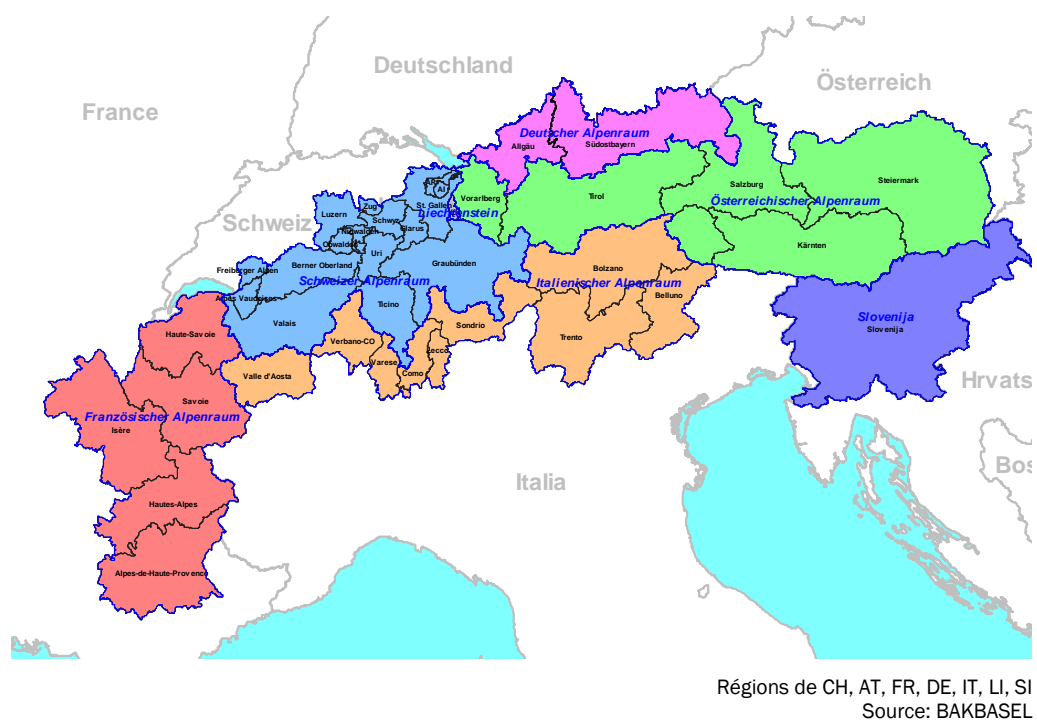 Deutschland
Österreich
France
Deutscher Alpenraum
Allgäu
Südostbayern
Steiermark
Salzburg
AI
Vorarlberg
Tirol
Österreichischer Alpenraum
St. Gallen
Liechtenstein
Zug
Luzern
Schwyz
Schweiz
Nidwalden
Glarus
Obwalden
Uri
Kärnten
Berner Oberland
Graubünden
Bolzano
Freiburger Alpen
Schweizer Alpenraum
Italienischer Alpenraum
Alpes Vaudoises
Belluno
Ticino
Slovenija
Valais
Sondrio
Slovenija
Haute-Savoie
Verbano-CO
Trento
Lecco
Varese
Como
Valle d'Aosta
Hrvats
Savoie
Französischer Alpenraum
Isère
Bos
Italia
Hautes-Alpes
Alpes-de-Haute-Provence
Régions de CH, AT, FR, DE, IT, LI, SI
Source: BAKBASEL